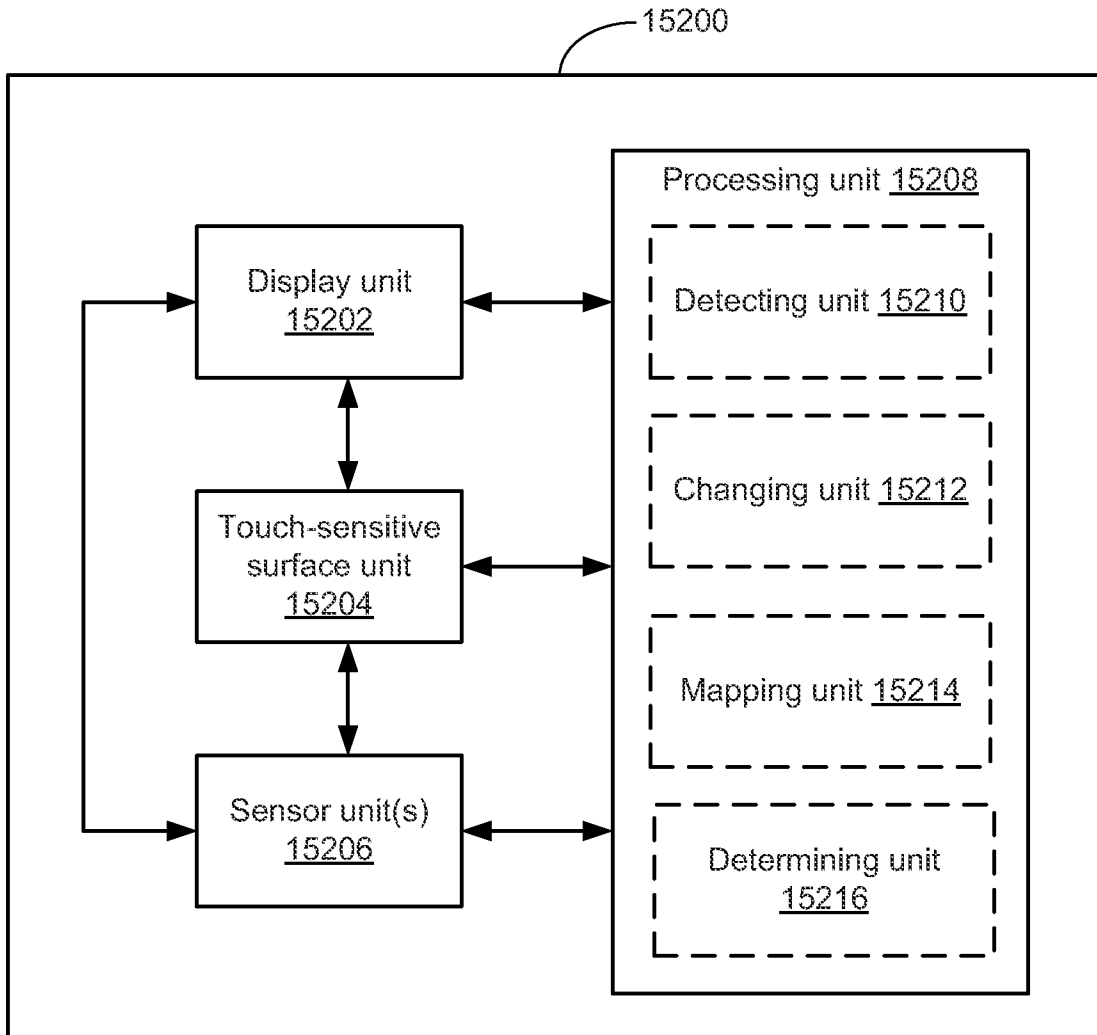 15200
Processing unit 15208
Display unit
15202
Detecting unit 15210
Touch-sensitive
surface unit
15204
Changing unit 15212
Mapping unit 15214
Sensor unit(s)
15206
Determining unit
15216